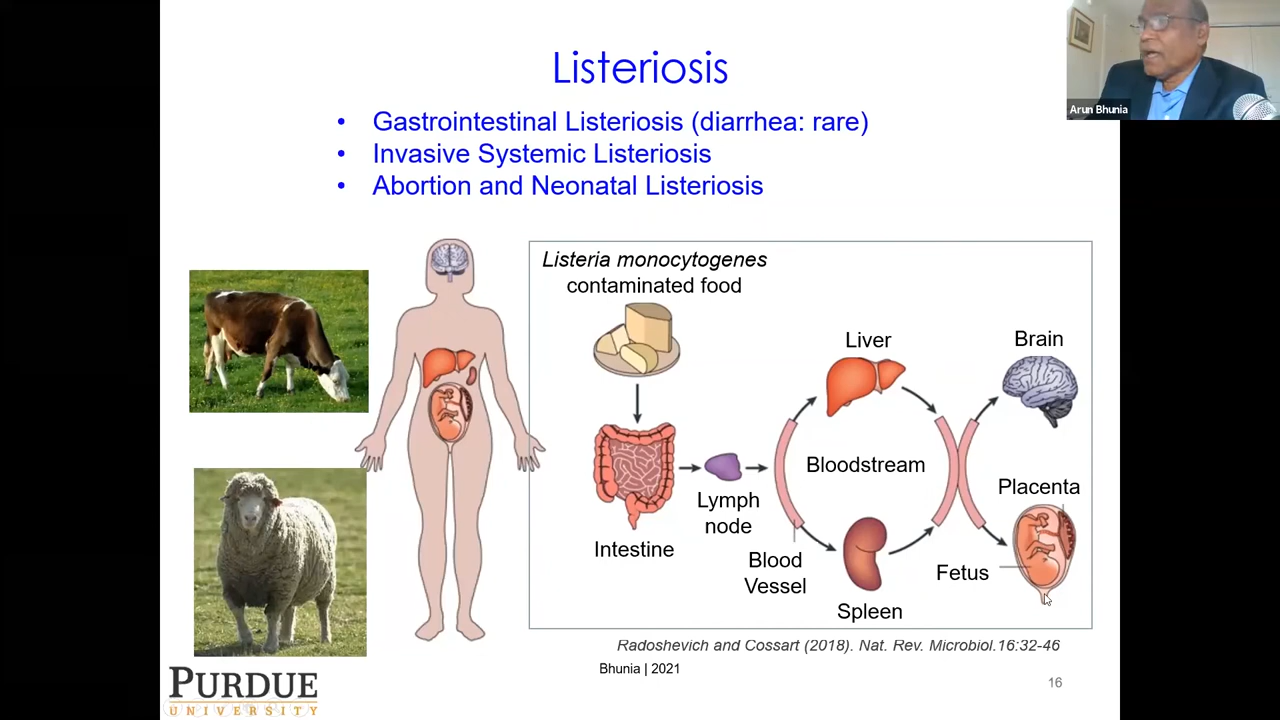 Arun Bhunia
Listeriosis
• Gastrointestinal Listeriosis (diarrhea: rare)
• Invasive Systemic Listeriosis
• Abortion and Neonatal Listeriosis
Listeria monocytogenes
contaminated food
Liver
Brain
Bloodstream
Lymph
node
Placenta
Intestine
Blood
Vessel
Fetus
Spleen
Radoshevich and Cossart (2018). Nat. Rev. Microbiol.16:32-46
Bhunia | 2021
PURDUE
UNIVERSITY
16